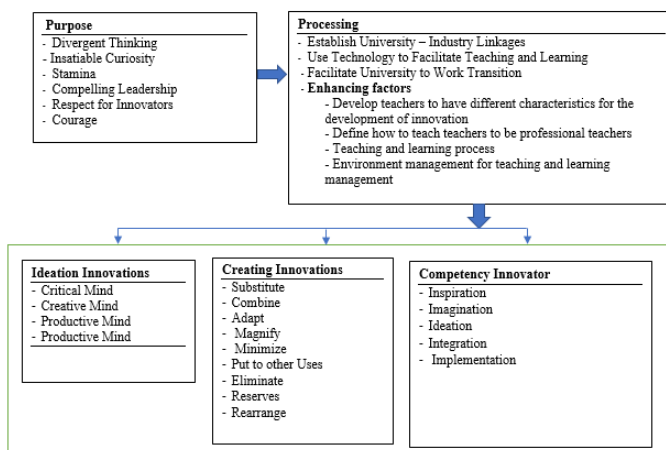 Purpose
- Divergent Thinking
- Insatiable Curiosity
- Stamina
- Compelling Leadership
- Respect for Innovators
- Courage
Processing
- Establish University – Industry Linkages
- Use Technology to Facilitate Teaching and Learning
- Facilitate University to Work Transition
- Enhancing factors
- Develop teachers to have different characteristics for the
development of innovation
- Define how to teach teachers to be professional teachers
- Teaching and learning process
- Environment management for teaching and learning
management
Ideation Innovations
- Critical Mind
- Creative Mind
- Productive Mind
- Productive Mind
Creating Innovations
- Substitute
- Combine
- Adapt
- Magnify
- Minimize
- Put to other Uses
- Eliminate
- Reserves
- Rearrange
Competency Innovator
- Inspiration
- Imagination
- Ideation
- Integration
- Implementation